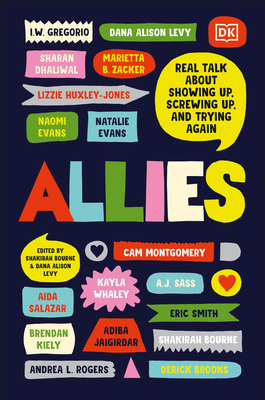 I.W. GREGORIO
DANA ALISON LEVY
DK
SHARAN
DHALIWAL
MARIETTA
B. ZACKER
REAL TALK
ABOUT
SHOWING UP,
SCREWING UP,
AND TRYING
AGAIN
LIZZIE HUXLEY-JONES
NAOMI
EVANS
NATALIE
EVANS
ALLIES
EDITED BY
SHAKIRAH BOURNE
& DANA ALISON
LEVY
CAM MONTGOMERY
KAYLA
WHALEY
A.J. SASS
AIDA
SALAZAR
ERIC SMITH
BRENDAN
KIELY
ADIBA
JAIGIRDAR
SHAKIRAH BOURNE
ANDREA L. ROGERS
DERICK BROOKS